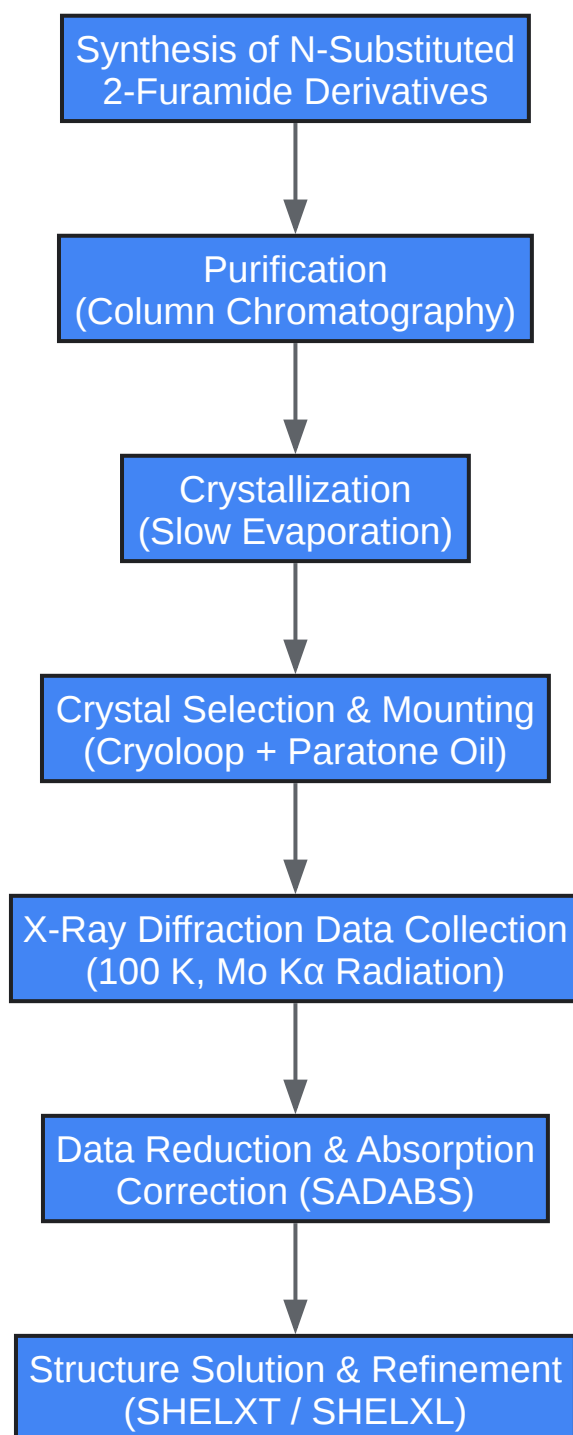 Synthesis of N-Substituted
2-Furamide Derivatives
Purification
(Column Chromatography)
Crystallization
(Slow Evaporation)
Crystal Selection & Mounting
(Cryoloop + Paratone Oil)
X-Ray Diffraction Data Collection
(100 K, Mo Kα Radiation)
Data Reduction & Absorption
Correction (SADABS)
Structure Solution & Refinement
(SHELXT / SHELXL)